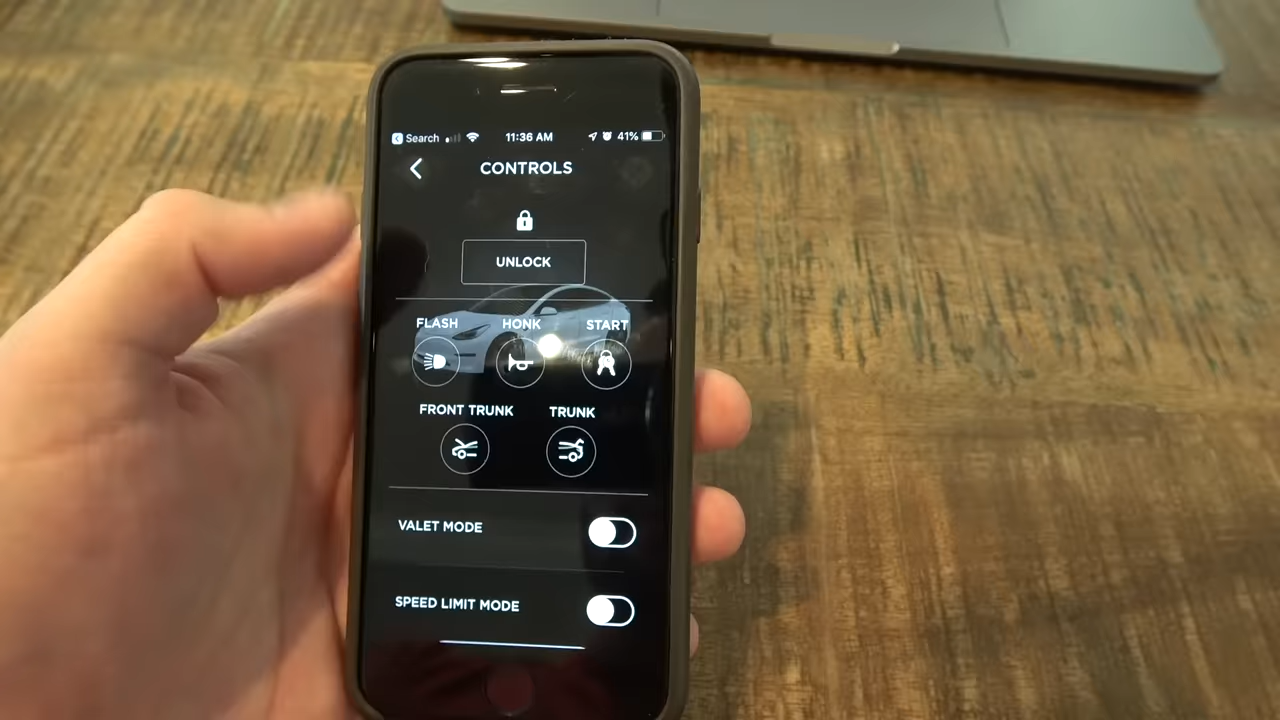 Search 11:36 AM 41%
CONTROLS
UNLOCK
FLASH HONK START
FRONT TRUNK TRUNK
VALET MODE
SPEED LIMIT MODE